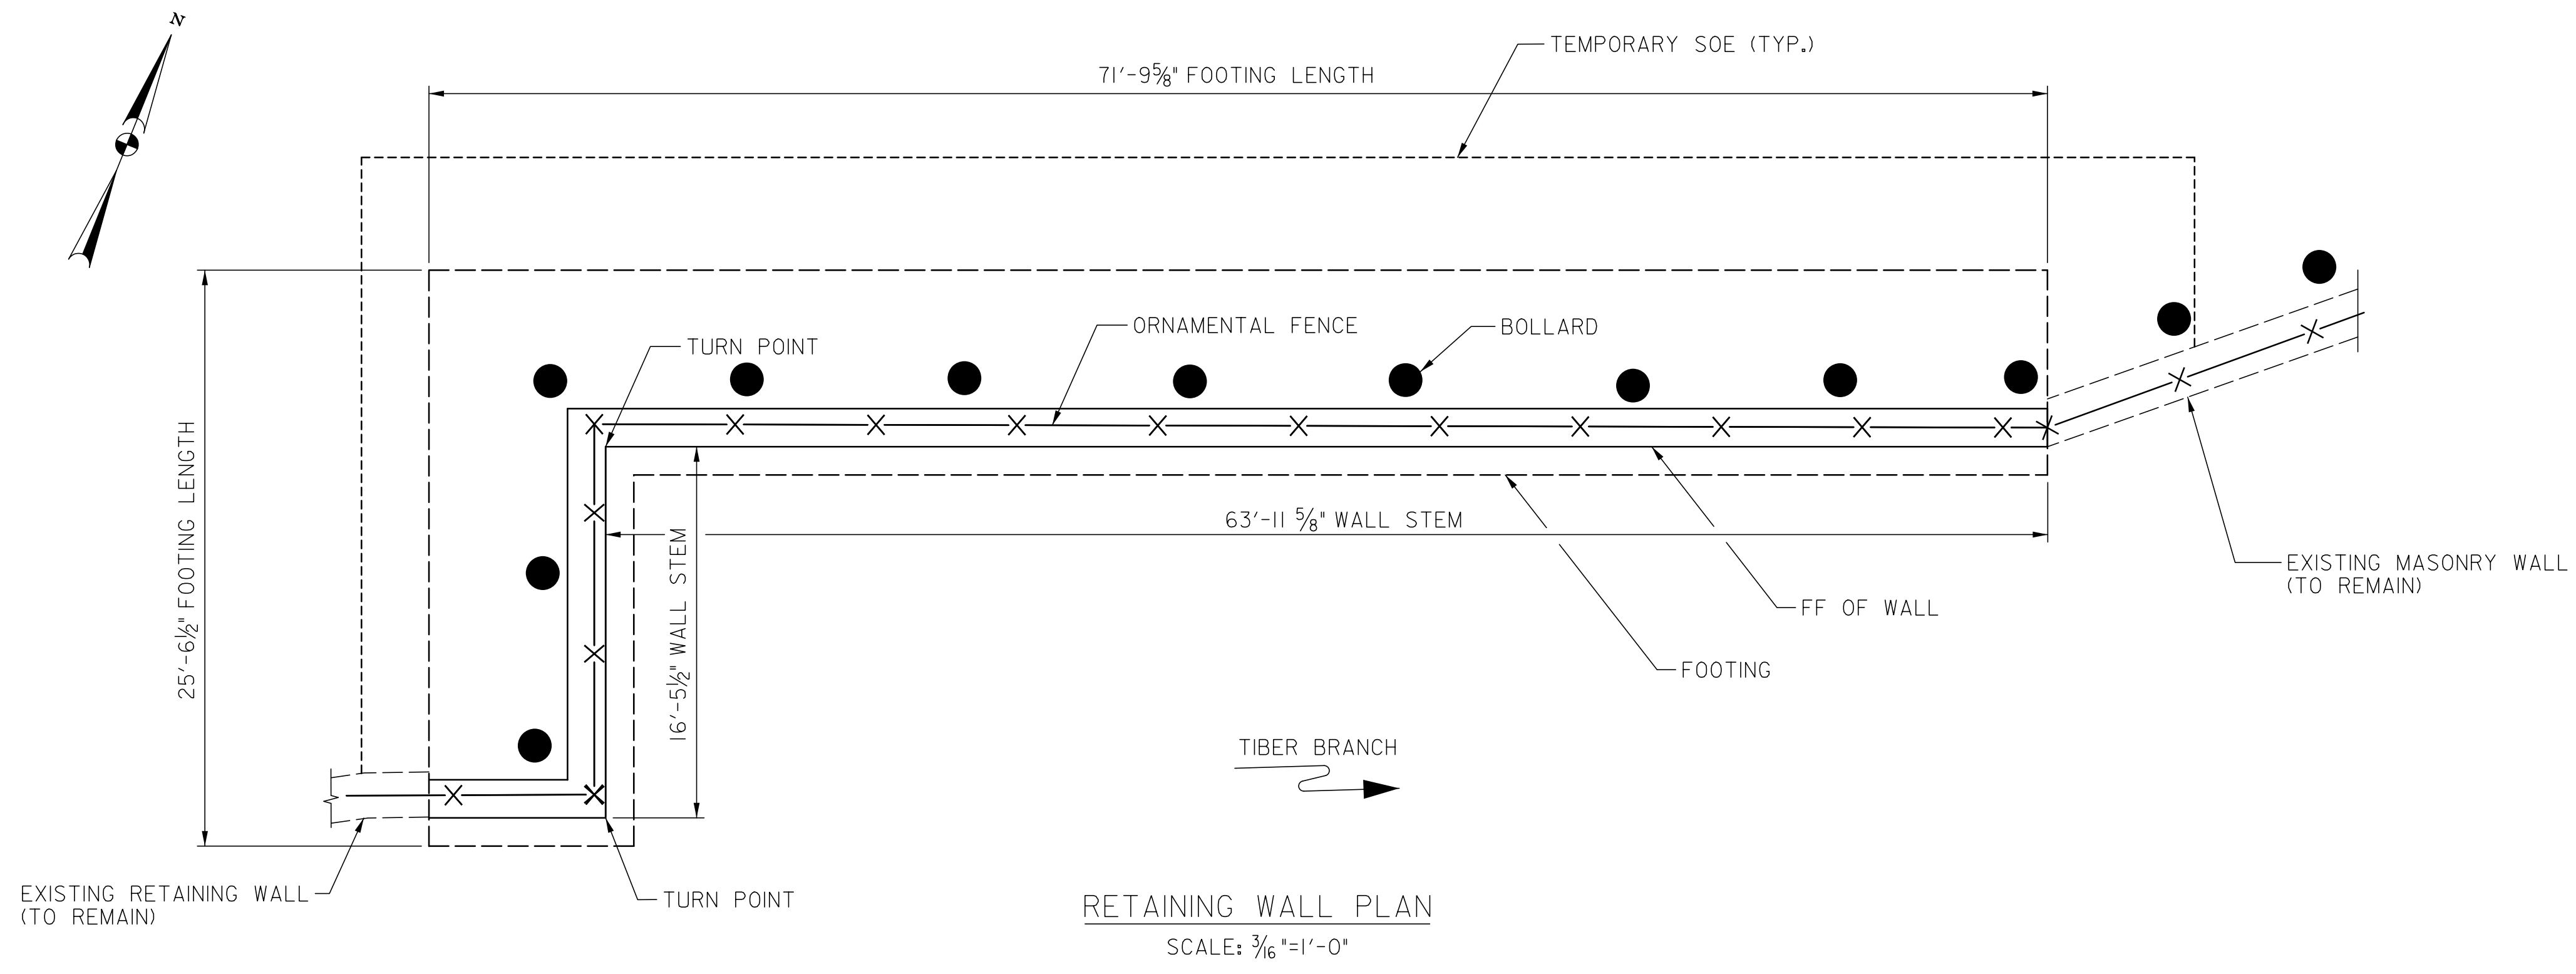 N
TEMPORARY SOE (TYP.)
71'-9⅝" FOOTING LENGTH
ORNAMENTAL FENCE
BOLLARD
TURN POINT
25'-6½" FOOTING LENGTH
63'-11 ⅝" WALL STEM
16'-5½" WALL STEM
EXISTING MASONRY WALL
(TO REMAIN)
FF OF WALL
FOOTING
TIBER BRANCH
EXISTING RETAINING WALL
(TO REMAIN)
TURN POINT
RETAINING WALL PLAN
SCALE: 3/16"=1'-0"